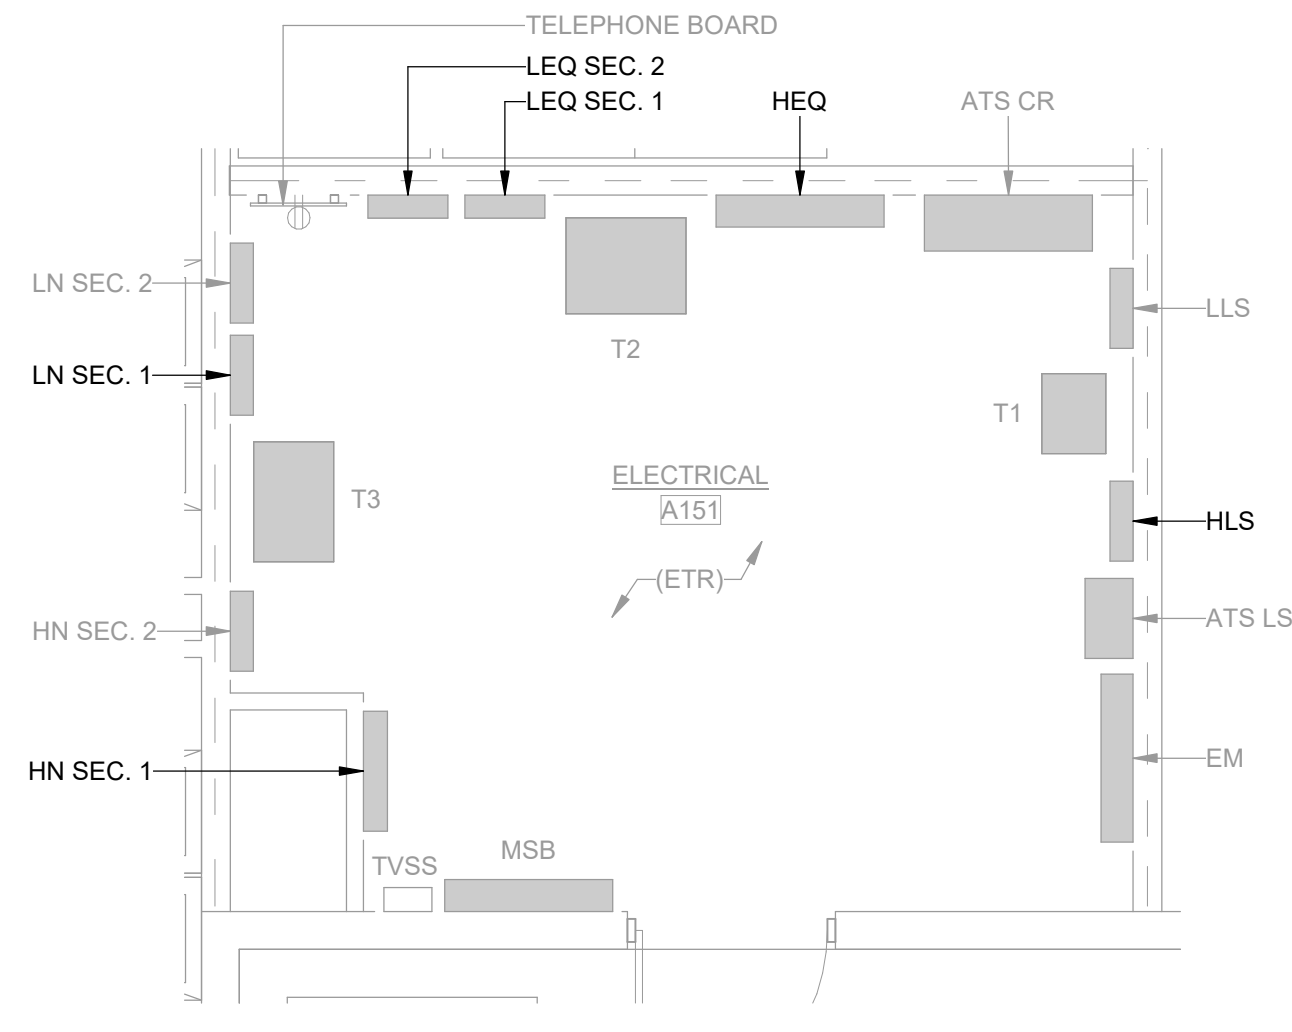 TELEPHONE BOARD
LEQ SEC. 2
LEQ SEC. 1
HEQ
ATS CR
LN SEC. 2
LLS
T2
LN SEC. 1
T1
ELECTRICAL
A151
T3
HLS
(ETR)
HN SEC. 2
ATS LS
EM
HN SEC. 1
MSB
TVSS